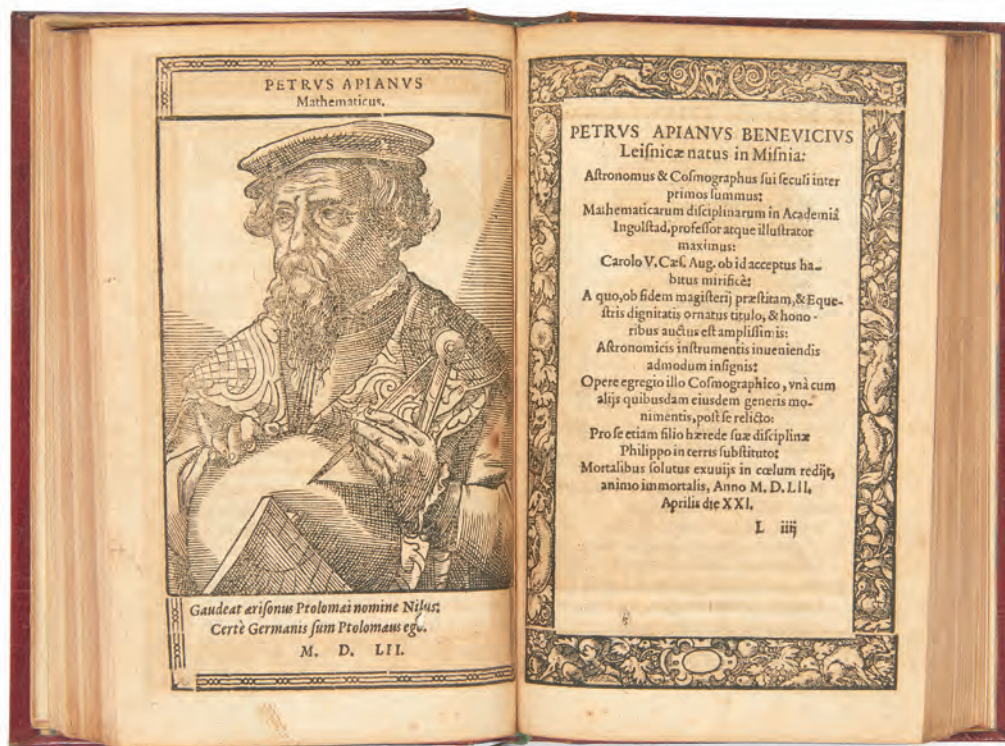 PETRVS APIANVS
Mathematicus.
Gaudeat ærisonus Ptolomæi nomine Nilus:
Certè Germanis sum Ptolomæus ego.
M. D. LII.
PETRVS APIANVS BENEVICIVS
Leiſnicæ natus in Miſnia:
Aſtronomus & Coſmographus ſui ſeculi inter
primos ſummus:
Mathematicarum diſciplinarum in Academiâ
Ingolſtad. profeſſor atque illuſtrator
maximus:
Carolo V. Cæſ. Aug. ob id acceptus ha-
bitus mirificè:
A quo, ob fidem magiſterij præſtitam, & Eque-
ſtris dignitatis ornatus titulo, & hono-
ribus auctus eſt ampliſſimis:
Aſtronomicis inſtrumentis inueniendis
admodum inſignis:
Opere egregio illo Coſmographico, vnà cum
alijs quibuſdam eiuſdem generis mo-
nimentis, poſt ſe relicto:
Pro ſe etiam filio hærede ſuæ diſciplinæ
Philippo in terris ſubſtituto:
Mortalibus ſolutus exuuijs in cœlum redijt,
animo immortalis, Anno M. D. LII.
Aprilis die XXI.
L iiij